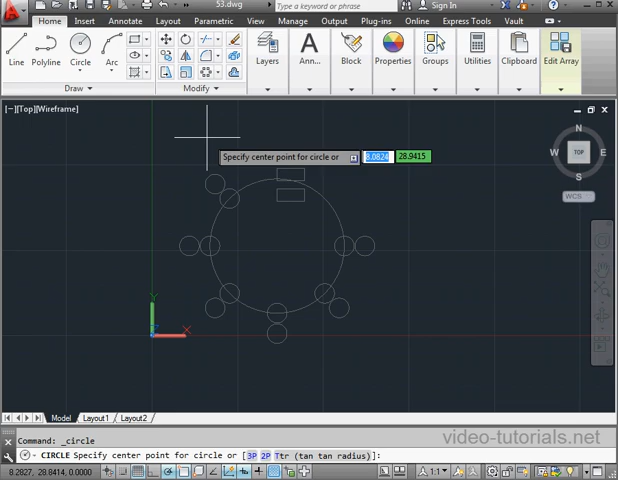 53.dwg
Type a keyword or phrase
Sign In
Home
Insert
Annotate
Layout
Parametric
View
Manage
Output
Plug-ins
Online
Express Tools
Vault
Line
Polyline
Circle
Arc
Layers
Ann...
Block
Properties
Groups
Utilities
Clipboard
Edit Array
Draw
Modify
[−][Top][Wireframe]
N
W
TOP
E
S
WCS
Specify center point for circle or
8.0824
28.9415
Y
X
Model
Layout1
Layout2
Command: _circle
CIRCLE Specify center point for circle or [3P 2P Ttr (tan tan radius)]:
video-tutorials.net
8.2827, 28.8414, 0.0000
1:1